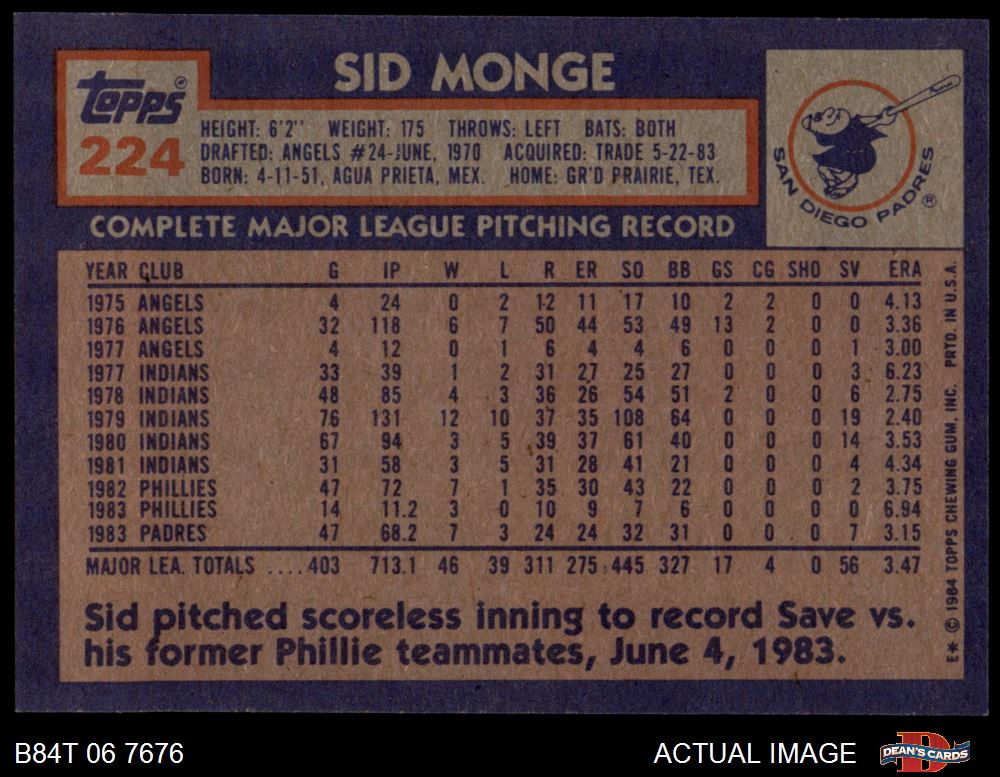 SID MONGE
Topps®
224
HEIGHT: 6'2" WEIGHT: 175 THROWS: LEFT BATS: BOTH
DRAFTED: ANGELS #24-JUNE, 1970 ACQUIRED: TRADE 5-22-83
BORN: 4-11-51, AGUA PRIETA, MEX. HOME: GR'D PRAIRIE, TEX.
SAN DIEGO PADRES ®
COMPLETE MAJOR LEAGUE PITCHING RECORD
YEAR CLUB G IP W L R ER SO BB GS CG SHO SV ERA
1975 ANGELS 4 24 0 2 12 11 17 10 2 2 0 0 4.13
1976 ANGELS 32 118 6 7 50 44 53 49 13 2 0 0 3.36
1977 ANGELS 4 12 0 1 6 4 4 6 0 0 0 1 3.00
1977 INDIANS 33 39 1 2 31 27 25 27 0 0 0 3 6.23
1978 INDIANS 48 85 4 3 36 26 54 51 2 0 0 6 2.75
1979 INDIANS 76 131 12 10 37 35 108 64 0 0 0 19 2.40
1980 INDIANS 67 94 3 5 39 37 61 40 0 0 0 14 3.53
1981 INDIANS 31 58 3 5 31 28 41 21 0 0 0 4 4.34
1982 PHILLIES 47 72 7 1 35 30 43 22 0 0 0 2 3.75
1983 PHILLIES 14 11.2 3 0 10 9 7 6 0 0 0 0 6.94
1983 PADRES 47 68.2 7 3 24 24 32 31 0 0 0 7 3.15
MAJOR LEA. TOTALS ....403 713.1 46 39 311 275 445 327 17 4 0 56 3.47
Sid pitched scoreless inning to record Save vs.
his former Phillie teammates, June 4, 1983.
E* © 1984 TOPPS CHEWING GUM, INC. PRTD. IN U.S.A.
B84T 06 7676
ACTUAL IMAGE
DEAN'S CARDS